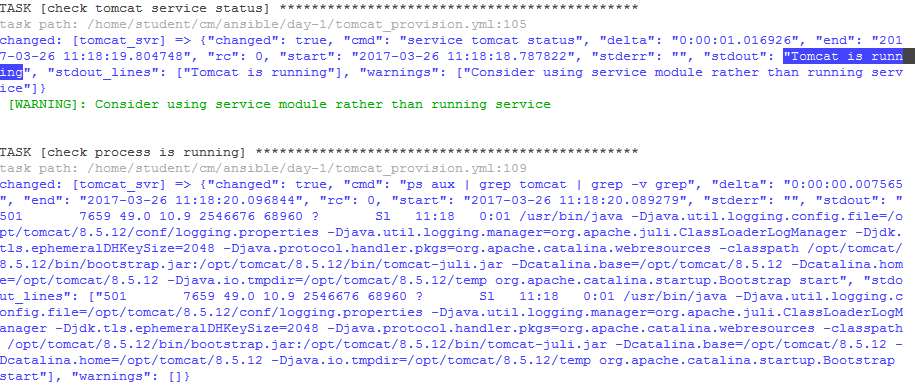 TASK [check tomcat service status] *********************************************
task path: /home/student/cm/ansible/day-1/tomcat_provision.yml:105
changed: [tomcat_svr] => {"changed": true, "cmd": "service tomcat status", "delta": "0:00:01.016926", "end": "201
7-03-26 11:18:19.804748", "rc": 0, "start": "2017-03-26 11:18:18.787822", "stderr": "", "stdout": "Tomcat is runn
ing", "stdout_lines": ["Tomcat is running"], "warnings": ["Consider using service module rather than running serv
ice"]}
[WARNING]: Consider using service module rather than running service
TASK [check process is running] ************************************************
task path: /home/student/cm/ansible/day-1/tomcat_provision.yml:109
changed: [tomcat_svr] => {"changed": true, "cmd": "ps aux | grep tomcat | grep -v grep", "delta": "0:00:00.007565
", "end": "2017-03-26 11:18:20.096844", "rc": 0, "start": "2017-03-26 11:18:20.089279", "stderr": "", "stdout": "
501 7659 49.0 10.9 2546676 68960 ? Sl 11:18 0:01 /usr/bin/java -Djava.util.logging.config.file=/o
pt/tomcat/8.5.12/conf/logging.properties -Djava.util.logging.manager=org.apache.juli.ClassLoaderLogManager -Djdk.
tls.ephemeralDHKeySize=2048 -Djava.protocol.handler.pkgs=org.apache.catalina.webresources -classpath /opt/tomcat/
8.5.12/bin/bootstrap.jar:/opt/tomcat/8.5.12/bin/tomcat-juli.jar -Dcatalina.base=/opt/tomcat/8.5.12 -Dcatalina.hom
e=/opt/tomcat/8.5.12 -Djava.io.tmpdir=/opt/tomcat/8.5.12/temp org.apache.catalina.startup.Bootstrap start", "stdo
ut_lines": ["501 7659 49.0 10.9 2546676 68960 ? Sl 11:18 0:01 /usr/bin/java -Djava.util.logging.c
onfig.file=/opt/tomcat/8.5.12/conf/logging.properties -Djava.util.logging.manager=org.apache.juli.ClassLoaderLogM
anager -Djdk.tls.ephemeralDHKeySize=2048 -Djava.protocol.handler.pkgs=org.apache.catalina.webresources -classpath
/opt/tomcat/8.5.12/bin/bootstrap.jar:/opt/tomcat/8.5.12/bin/tomcat-juli.jar -Dcatalina.base=/opt/tomcat/8.5.12 -
Dcatalina.home=/opt/tomcat/8.5.12 -Djava.io.tmpdir=/opt/tomcat/8.5.12/temp org.apache.catalina.startup.Bootstrap
start"], "warnings": []}